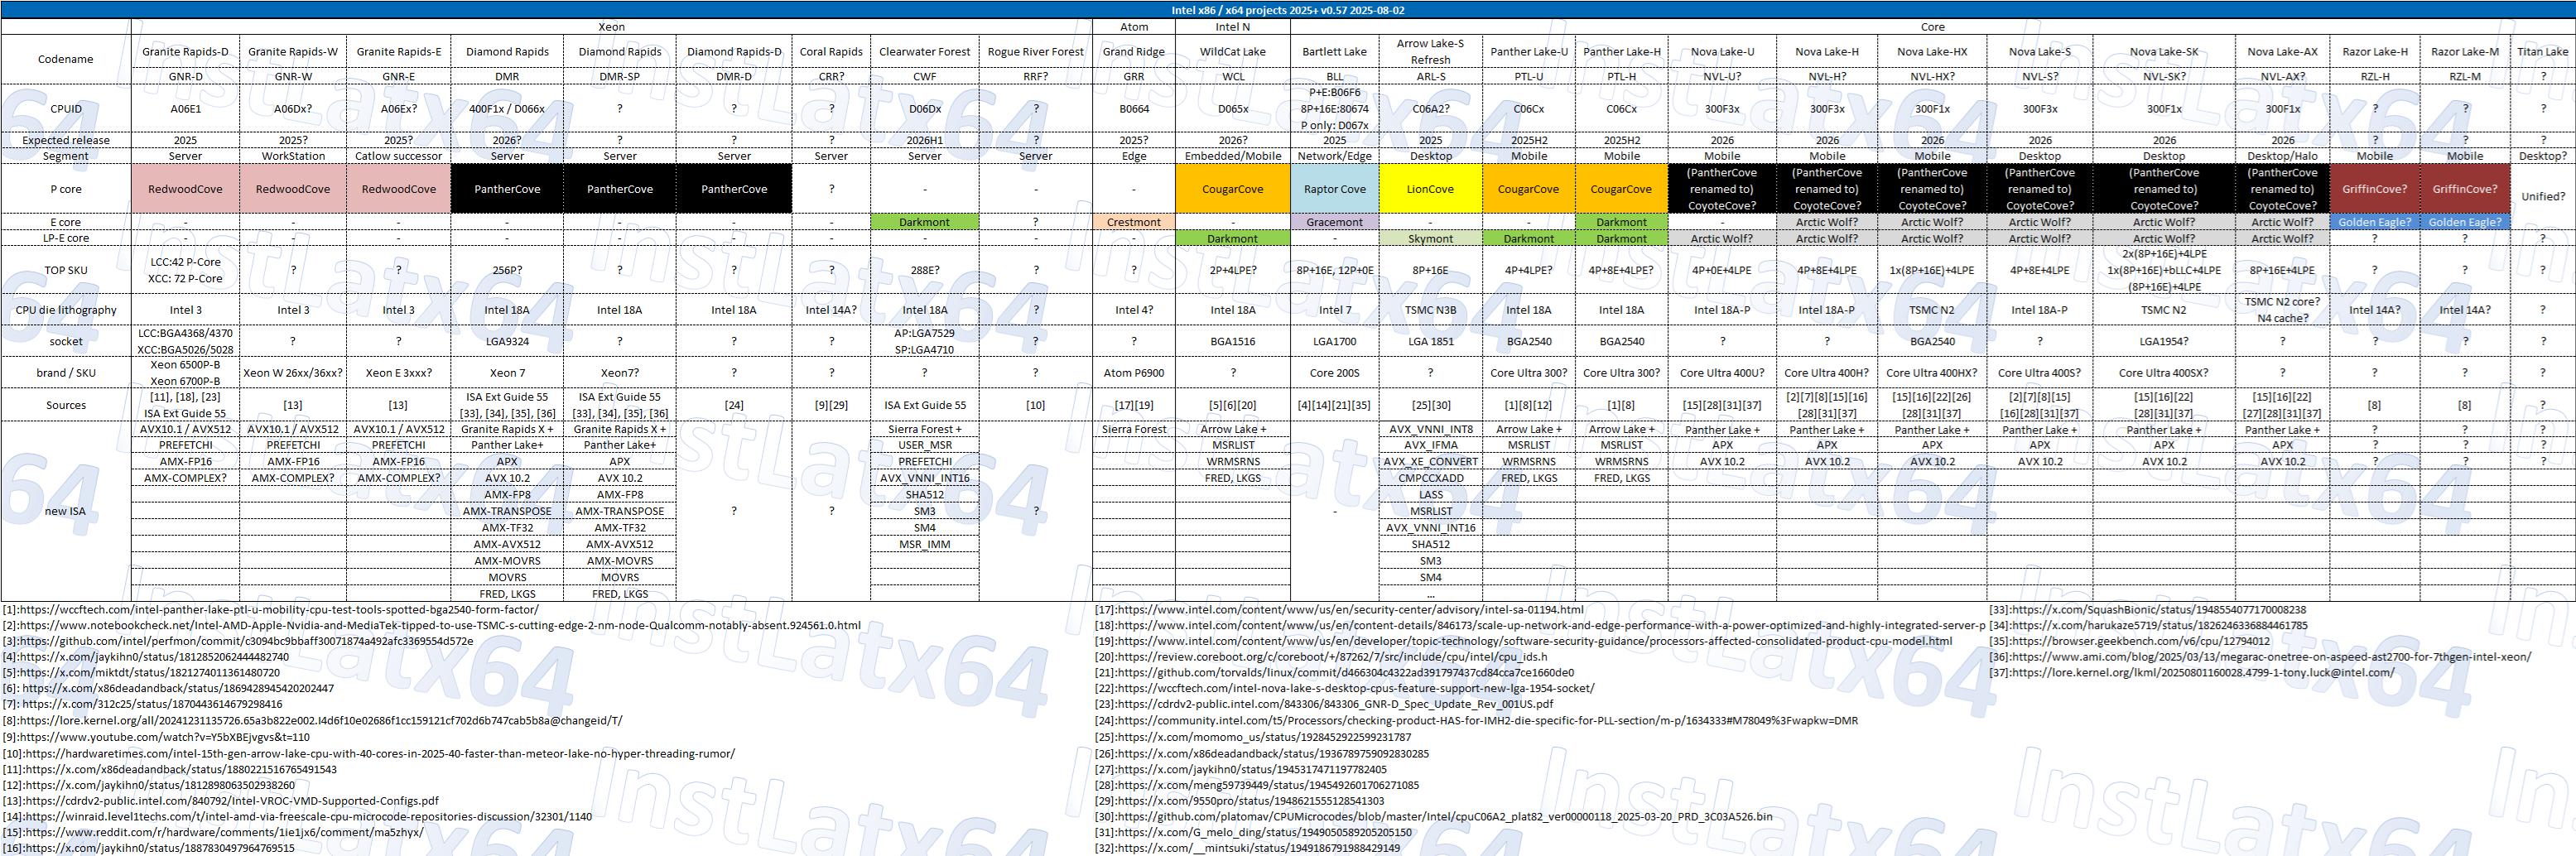 Intel x86 / x64 projects 2025+ v0.57 2025-08-02
Xeon Atom Intel N Core
Codename Granite Rapids-D Granite Rapids-W Granite Rapids-E Diamond Rapids Diamond Rapids Diamond Rapids-D Coral Rapids Clearwater Forest Rogue River Forest Grand Ridge WildCat Lake Bartlett Lake Arrow Lake-S Refresh Panther Lake-U Panther Lake-H Nova Lake-U Nova Lake-H Nova Lake-HX Nova Lake-S Nova Lake-SK Nova Lake-AX Razor Lake-H Razor Lake-M Titan Lake
GNR-D GNR-W GNR-E DMR DMR-SP DMR-D CRR? CWF RRF? GRR WCL BLL ARL-S PTL-U PTL-H NVL-U? NVL-H? NVL-HX? NVL-S? NVL-SK? NVL-AX? RZL-H RZL-M ?
CPUID A06E1 A06Dx? A06Ex? 400F1x / D066x ? ? ? D06Dx ? B0664 D065x P+E:B06F6 8P+16E:80674 P only: D067x C06A2? C06Cx C06Cx 300F3x 300F3x 300F1x 300F3x 300F1x 300F1x ? ? ?
Expected release 2025 2025? 2025? 2026? ? ? ? 2026H1 ? 2025? 2026? 2025 2025 2025H2 2025H2 2026 2026 2026 2026 2026 2026 ? ? ?
Segment Server WorkStation Catlow successor Server Server Server Server Server Server Edge Embedded/Mobile Network/Edge Desktop Mobile Mobile Mobile Mobile Mobile Desktop Desktop Desktop/Halo Mobile Mobile Desktop?
P core RedwoodCove RedwoodCove RedwoodCove PantherCove PantherCove PantherCove ? - - - CougarCove Raptor Cove LionCove CougarCove CougarCove (PantherCove renamed to) CoyoteCove? (PantherCove renamed to) CoyoteCove? (PantherCove renamed to) CoyoteCove? (PantherCove renamed to) CoyoteCove? (PantherCove renamed to) CoyoteCove? (PantherCove renamed to) CoyoteCove? GriffinCove? GriffinCove? Unified?
E core - - - - - - - Darkmont ? Crestmont - Gracemont - - Darkmont - Arctic Wolf? Arctic Wolf? Arctic Wolf? Arctic Wolf? Arctic Wolf? Golden Eagle? Golden Eagle?
LP-E core - - - - - - - - - - Darkmont - Skymont Darkmont Darkmont Arctic Wolf? Arctic Wolf? Arctic Wolf? Arctic Wolf? Arctic Wolf? Arctic Wolf? ? ? ?
TOP SKU LCC:42 P-Core XCC: 72 P-Core ? ? 256P? ? ? ? 288E? ? ? 2P+4LPE? 8P+16E, 12P+0E 8P+16E 4P+4LPE? 4P+8E+4LPE? 4P+0E+4LPE 4P+8E+4LPE 1x(8P+16E)+4LPE 4P+8E+4LPE 2x(8P+16E)+4LPE 1x(8P+16E)+bLLC+4LPE (8P+16E)+4LPE 8P+16E+4LPE ? ? ?
CPU die lithography Intel 3 Intel 3 Intel 3 Intel 18A Intel 18A Intel 18A Intel 14A? Intel 18A ? Intel 4? Intel 18A Intel 7 TSMC N3B Intel 18A Intel 18A Intel 18A-P Intel 18A-P TSMC N2 Intel 18A-P TSMC N2 TSMC N2 core? N4 cache? Intel 14A? Intel 14A? ?
socket LCC:BGA4368/4370 XCC:BGA5026/5028 ? ? LGA9324 ? ? ? AP:LGA7529 SP:LGA4710 ? ? BGA1516 LGA1700 LGA 1851 BGA2540 BGA2540 ? ? BGA2540 ? LGA1954? ? ? ? ?
brand / SKU Xeon 6500P-B Xeon 6700P-B Xeon W 26xx/36xx? Xeon E 3xxx? Xeon 7 Xeon7? ? ? ? ? Atom P6900 ? Core 200S ? Core Ultra 300? Core Ultra 300? Core Ultra 400U? Core Ultra 400H? Core Ultra 400HX? Core Ultra 400S? Core Ultra 400SX? ? ? ? ?
Sources [11], [18], [23] ISA Ext Guide 55 [13] [13] ISA Ext Guide 55 [33], [34], [35], [36] ISA Ext Guide 55 [33], [34], [35], [36] [24] [9][29] ISA Ext Guide 55 [10] [17][19] [5][6][20] [4][14][21][35] [25][30] [1][8][12] [1][8] [15][28][31][37] [2][7][8][15][16] [28][31][37] [15][16][22][26] [28][31][37] [2][7][8][15] [16][28][31][37] [15][16][22] [28][31][37] [15][16][22] [27][28][31][37] [8] [8] ?
AVX10.1 / AVX512 AVX10.1 / AVX512 AVX10.1 / AVX512 Granite Rapids X + Granite Rapids X + Sierra Forest + Sierra Forest Arrow Lake + AVX_VNNI_INT8 Arrow Lake + Arrow Lake + Panther Lake + Panther Lake + Panther Lake + Panther Lake + Panther Lake + Panther Lake + ? ? ?
PREFETCHI PREFETCHI PREFETCHI Panther Lake+ Panther Lake+ USER_MSR MSRLIST AVX_IFMA MSRLIST MSRLIST APX APX APX APX APX APX ? ? ?
AMX-FP16 AMX-FP16 AMX-FP16 APX APX PREFETCHI WRMSRNS AVX_XE_CONVERT WRMSRNS WRMSRNS AVX 10.2 AVX 10.2 AVX 10.2 AVX 10.2 AVX 10.2 AVX 10.2 ? ? ?
AMX-COMPLEX? AMX-COMPLEX? AMX-COMPLEX? AVX 10.2 AVX 10.2 AVX_VNNI_INT16 FRED, LKGS CMPCCXADD FRED, LKGS FRED, LKGS
AMX-FP8 AMX-FP8 SHA512 LASS
new ISA AMX-TRANSPOSE AMX-TRANSPOSE ? ? SM3 ? - MSRLIST
AMX-TF32 AMX-TF32 SM4 AVX_VNNI_INT16
AMX-AVX512 AMX-AVX512 MSR_IMM SHA512
AMX-MOVRS AMX-MOVRS SM3
MOVRS MOVRS SM4
FRED, LKGS FRED, LKGS ...
[1]:https://wccftech.com/intel-panther-lake-ptl-u-mobility-cpu-test-tools-spotted-bga2540-form-factor/
[2]:https://www.notebookcheck.net/Intel-AMD-Apple-Nvidia-and-MediaTek-tipped-to-use-TSMC-s-cutting-edge-2-nm-node-Qualcomm-notably-absent.924561.0.html
[3]:https://github.com/intel/perfmon/commit/c3094bc9bbaff30071874a492afc3369554d572e
[4]:https://x.com/jaykihn0/status/1812852062444482740
[5]:https://x.com/miktdt/status/1821274011361480720
[6]: https://x.com/x86deadandback/status/1869428945420202447
[7]: https://x.com/312c25/status/1870443614679298416
[8]:https://lore.kernel.org/all/20241231135726.65a3b822e002.I4d6f10e02686f1cc159121cf702d6b747cab5b8a@changeid/T/
[9]:https://www.youtube.com/watch?v=Y5bXBEjvgvs&t=110
[10]:https://hardwaretimes.com/intel-15th-gen-arrow-lake-cpu-with-40-cores-in-2025-40-faster-than-meteor-lake-no-hyper-threading-rumor/
[11]:https://x.com/x86deadandback/status/1880221516765491543
[12]:https://x.com/jaykihn0/status/1812898063502938260
[13]:https://cdrdv2-public.intel.com/840792/Intel-VROC-VMD-Supported-Configs.pdf
[14]:https://winraid.level1techs.com/t/intel-amd-via-freescale-cpu-microcode-repositories-discussion/32301/1140
[15]:https://www.reddit.com/r/hardware/comments/1ie1jx6/comment/ma5zhyx/
[16]:https://x.com/jaykihn0/status/1887830497964769515
[17]:https://www.intel.com/content/www/us/en/security-center/advisory/intel-sa-01194.html
[18]:https://www.intel.com/content/www/us/en/content-details/846173/scale-up-network-and-edge-performance-with-a-power-optimized-and-highly-integrated-server-p
[19]:https://www.intel.com/content/www/us/en/developer/topic-technology/software-security-guidance/processors-affected-consolidated-product-cpu-model.html
[20]:https://review.coreboot.org/c/coreboot/+/87262/7/src/include/cpu/intel/cpu_ids.h
[21]:https://github.com/torvalds/linux/commit/d466304c4322ad391797437cd84cca7ce1660de0
[22]:https://wccftech.com/intel-nova-lake-s-desktop-cpus-feature-support-new-lga-1954-socket/
[23]:https://cdrdv2-public.intel.com/843306/843306_GNR-D_Spec_Update_Rev_001US.pdf
[24]:https://community.intel.com/t5/Processors/checking-product-HAS-for-IMH2-die-specific-for-PLL-section/m-p/1634333#M78049%3Fwapkw=DMR
[25]:https://x.com/momomo_us/status/1928452922599231787
[26]:https://x.com/x86deadandback/status/1936789759092830285
[27]:https://x.com/jaykihn0/status/1945317471197782405
[28]:https://x.com/meng59739449/status/1945492601706271085
[29]:https://x.com/9550pro/status/1948621555128541303
[30]:https://github.com/platomav/CPUMicrocodes/blob/master/Intel/cpuC06A2_plat82_ver00000118_2025-03-20_PRD_3C03A526.bin
[31]:https://x.com/G_melo_ding/status/1949050589205205150
[32]:https://x.com/__mintsuki/status/1949186791988429149
[33]:https://x.com/SquashBionic/status/1948554077170008238
[34]:https://x.com/harukaze5719/status/1826246336884461785
[35]:https://browser.geekbench.com/v6/cpu/12794012
[36]:https://www.ami.com/blog/2025/03/13/megarac-onetree-on-aspeed-ast2700-for-7thgen-intel-xeon/
[37]:https://lore.kernel.org/lkml/20250801160028.4799-1-tony.luck@intel.com/
InstLatx64